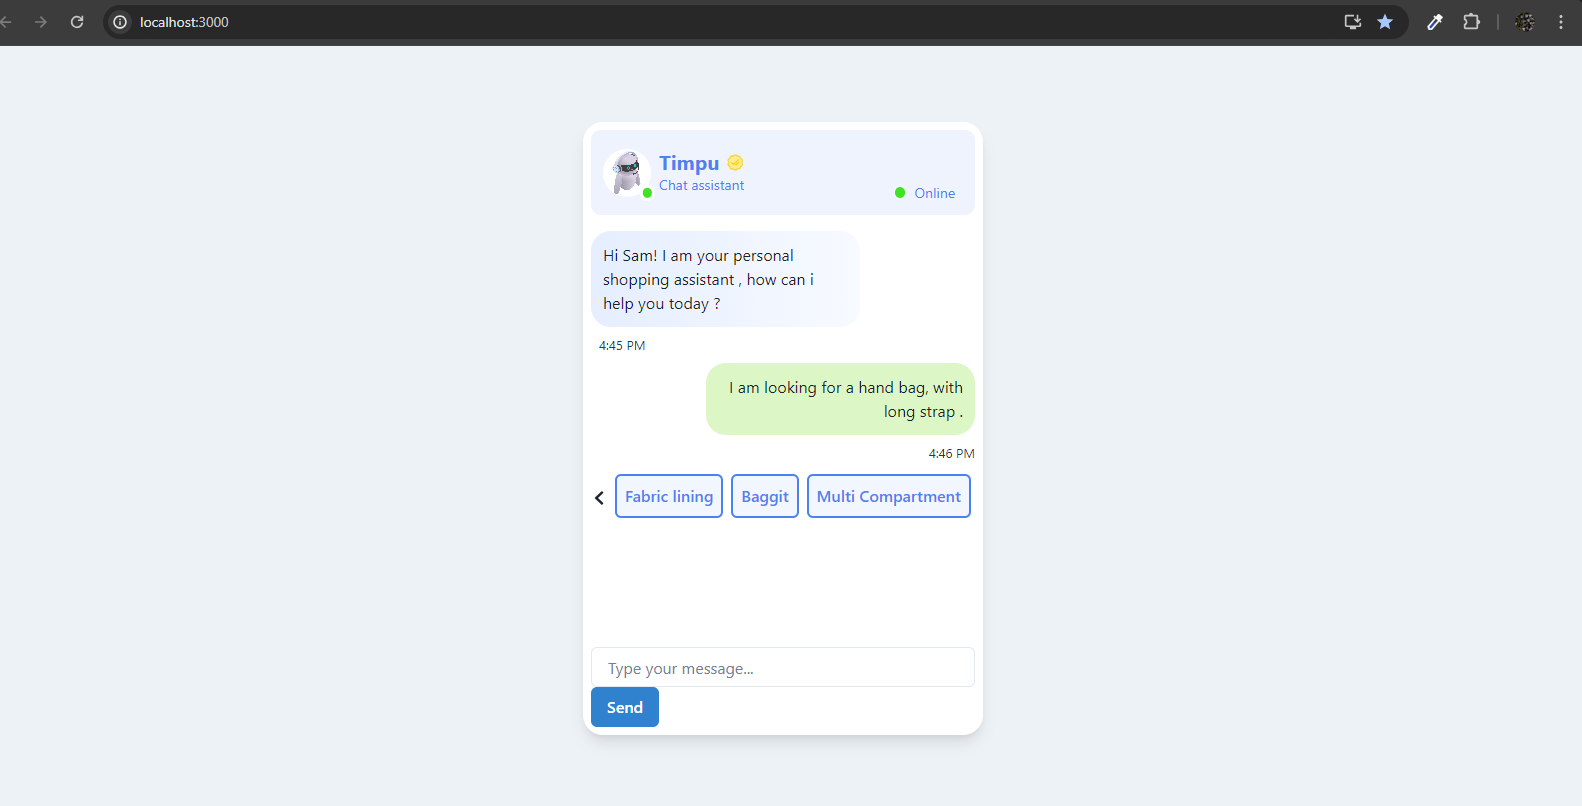 localhost:3000
Timpu
Chat assistant
Online
Hi Sam! I am your personal
shopping assistant , how can i
help you today ?
4:45 PM
I am looking for a hand bag, with
long strap .
4:46 PM
Fabric lining Baggit Multi Compartment
Type your message...
Send